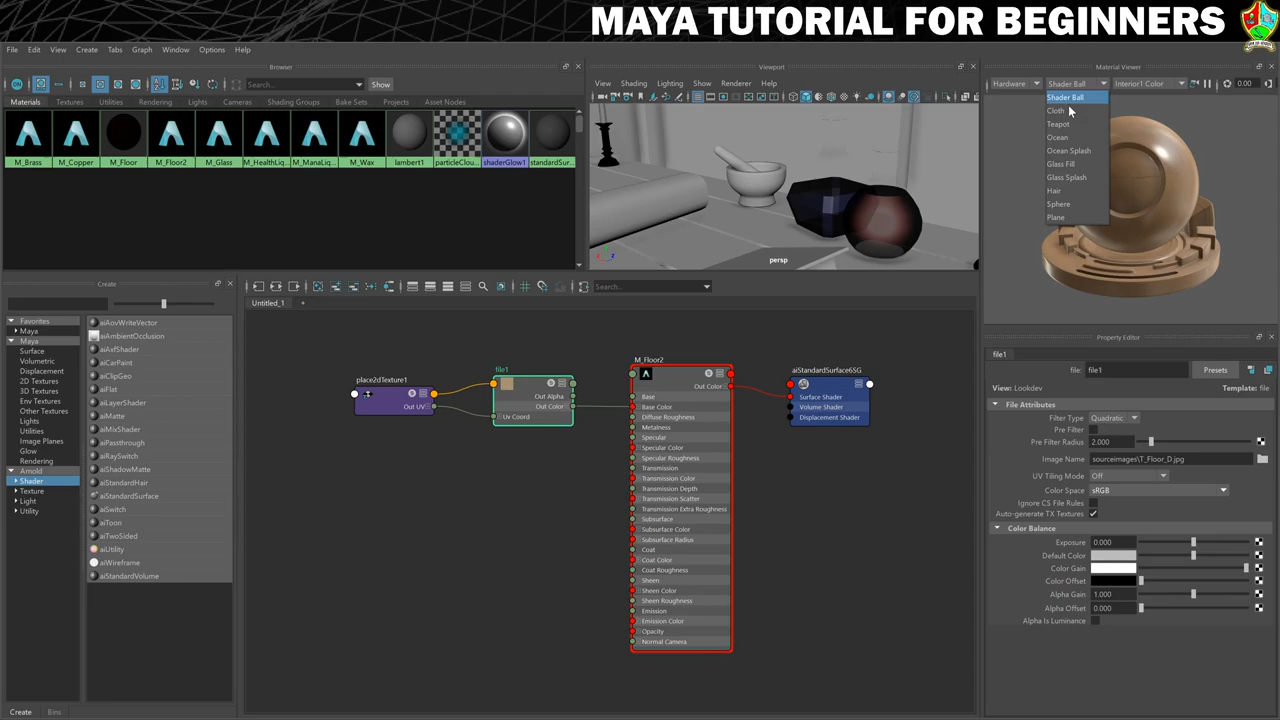 MAYA TUTORIAL FOR BEGINNERS
File Edit View Create Tabs Graph Window Options Help
Browser
Viewport
Material Viewer
ON
Search...
Show
View Shading Lighting Show Renderer Help
Hardware
Shader Ball
Interior1 Color
0.00
Materials Textures Utilities Rendering Lights Cameras Shading Groups Bake Sets Projects Asset Nodes
Shader Ball
Cloth
Teapot
Ocean
Ocean Splash
Glass Fill
Glass Splash
Hair
Sphere
Plane
M_Brass M_Copper M_Floor M_Floor2 M_Glass M_HealthLiq... M_ManaLiq... M_Wax lambert1 particleClou... shaderGlow1 standardSur...
persp
Create
Search...
Untitled_1 +
Favorites
Maya
Maya
Surface
Volumetric
Displacement
2D Textures
3D Textures
Env Textures
Other Textures
Lights
Utilities
Image Planes
Glow
Rendering
Arnold
Shader
Texture
Light
Utility
aiAovWriteVector
aiAmbientOcclusion
aiAxfShader
aiCarPaint
aiClipGeo
aiFlat
aiLayerShader
aiMatte
aiMixShader
aiPassthrough
aiRaySwitch
aiShadowMatte
aiStandardHair
aiStandardSurface
aiSwitch
aiToon
aiTwoSided
aiUtility
aiWireframe
aiStandardVolume
Create Bins
place2dTexture1
Out UV
file1
Out Alpha
Out Color
Uv Coord
M_Floor2
Out Color
Base
Base Color
Diffuse Roughness
Metalness
Specular
Specular Color
Specular Roughness
Transmission
Transmission Color
Transmission Depth
Transmission Scatter
Transmission Extra Roughness
Subsurface
Subsurface Color
Subsurface Radius
Coat
Coat Color
Coat Roughness
Sheen
Sheen Color
Sheen Roughness
Emission
Emission Color
Opacity
Normal Camera
aiStandardSurface6SG
Surface Shader
Volume Shader
Displacement Shader
Property Editor
file1
file: file1 Presets
View: Lookdev Template: file
File Attributes
Filter Type Quadratic
Pre Filter
Pre Filter Radius 2.000
Image Name sourceimages\T_Floor_D.jpg
UV Tiling Mode Off
Color Space sRGB
Ignore CS File Rules
Auto-generate TX Textures
Color Balance
Exposure 0.000
Default Color
Color Gain
Color Offset
Alpha Gain 1.000
Alpha Offset 0.000
Alpha Is Luminance